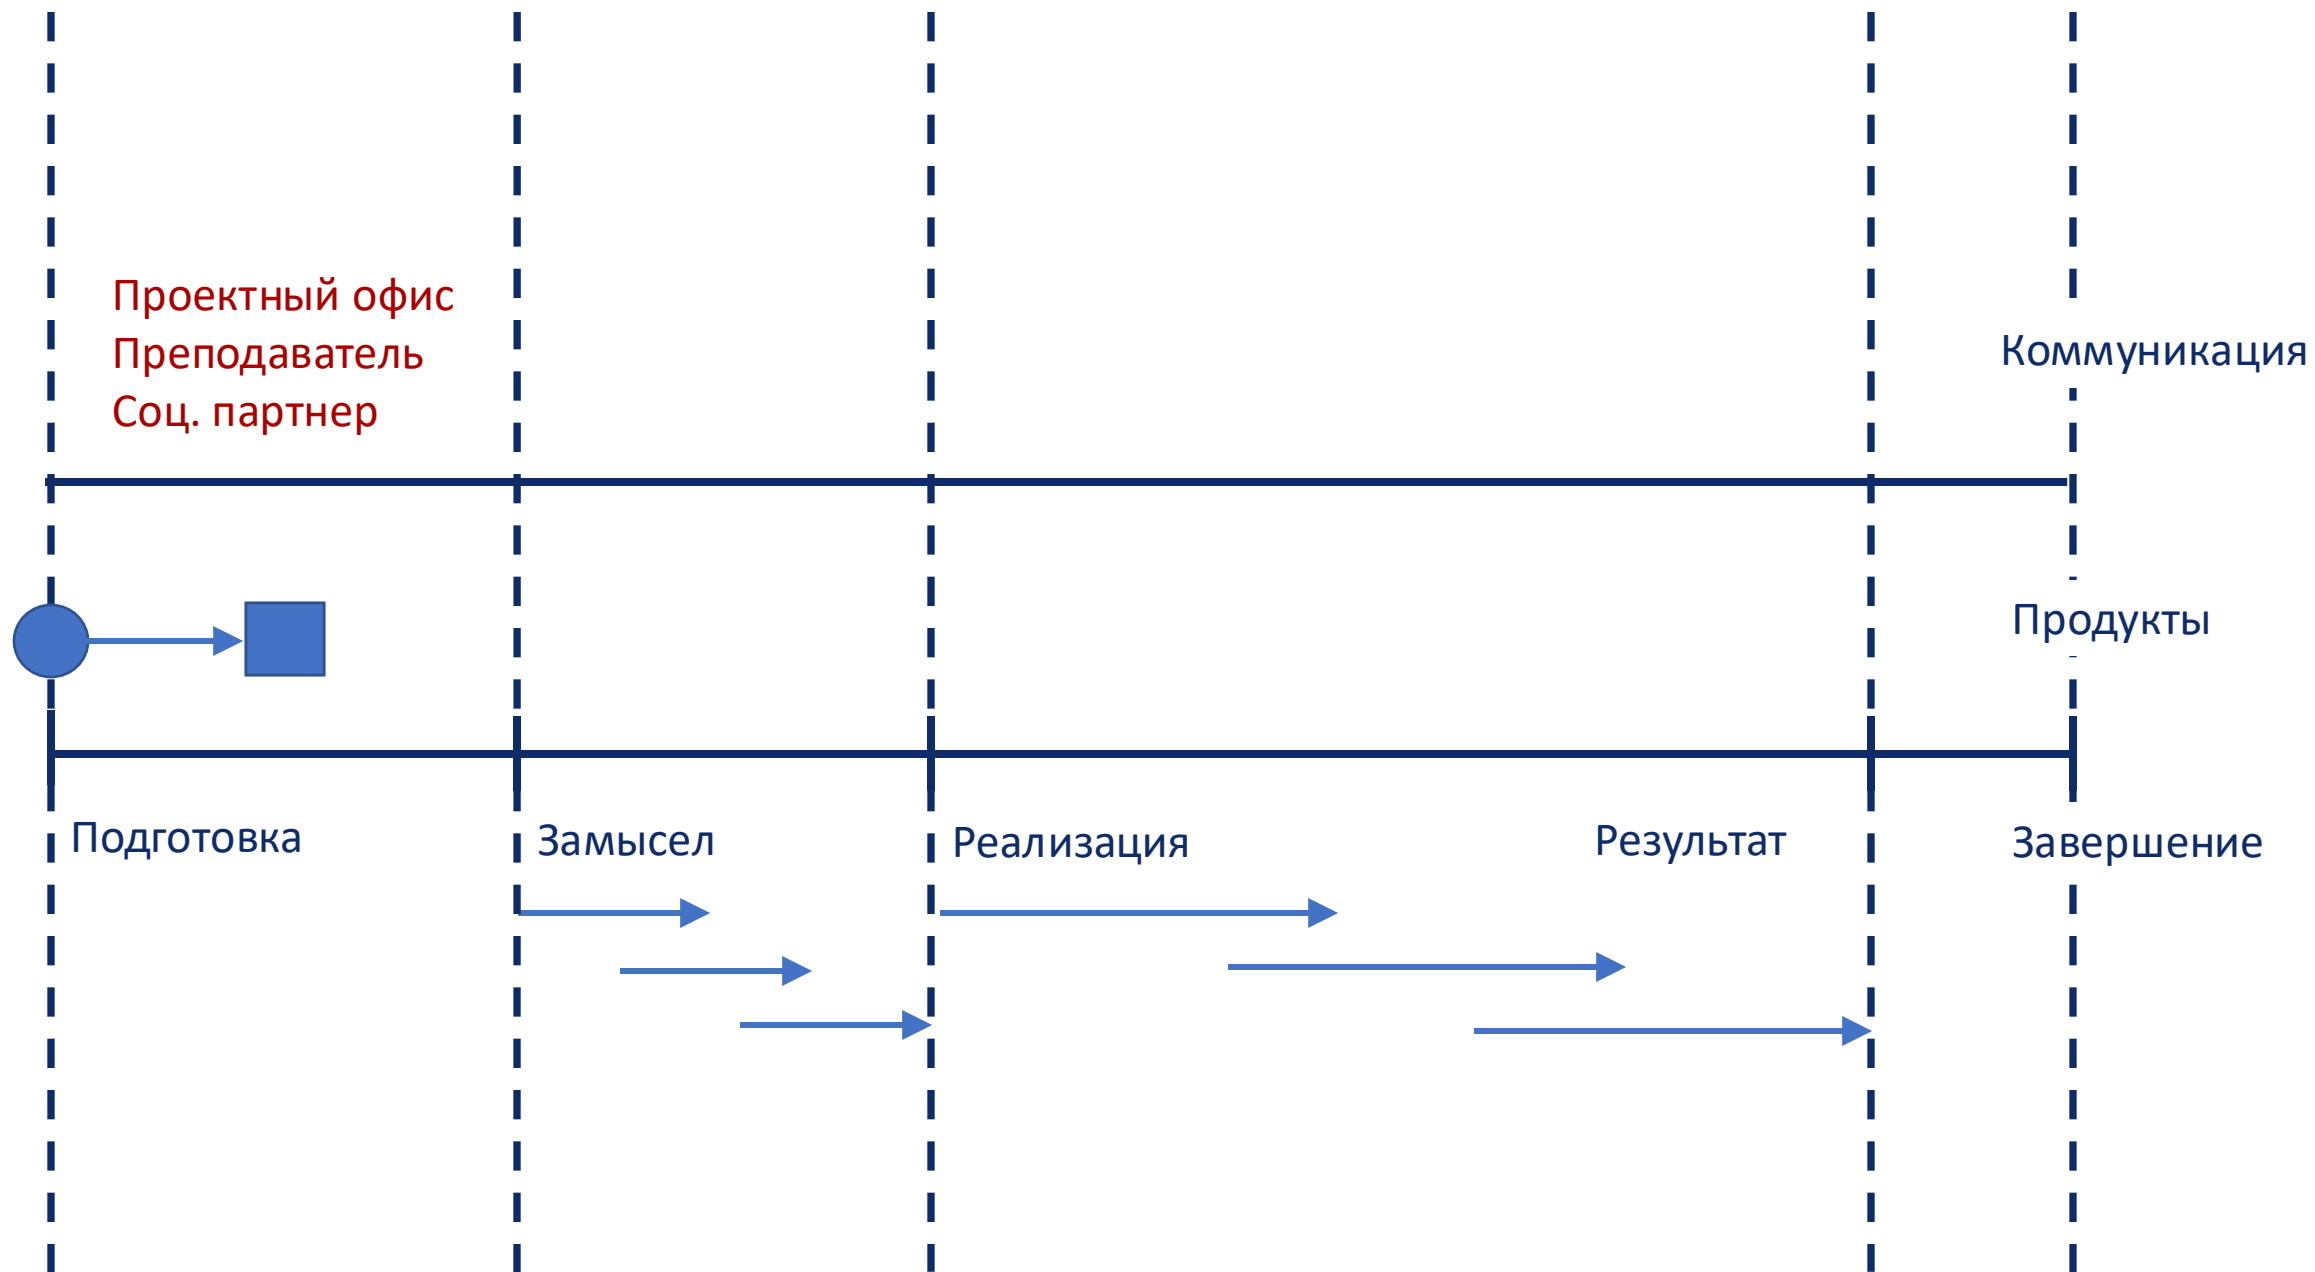 Проектный офис
Преподаватель
Соц. партнер
Коммуникация
Продукты
Подготовка
Замысел
Реализация
Результат
Завершение